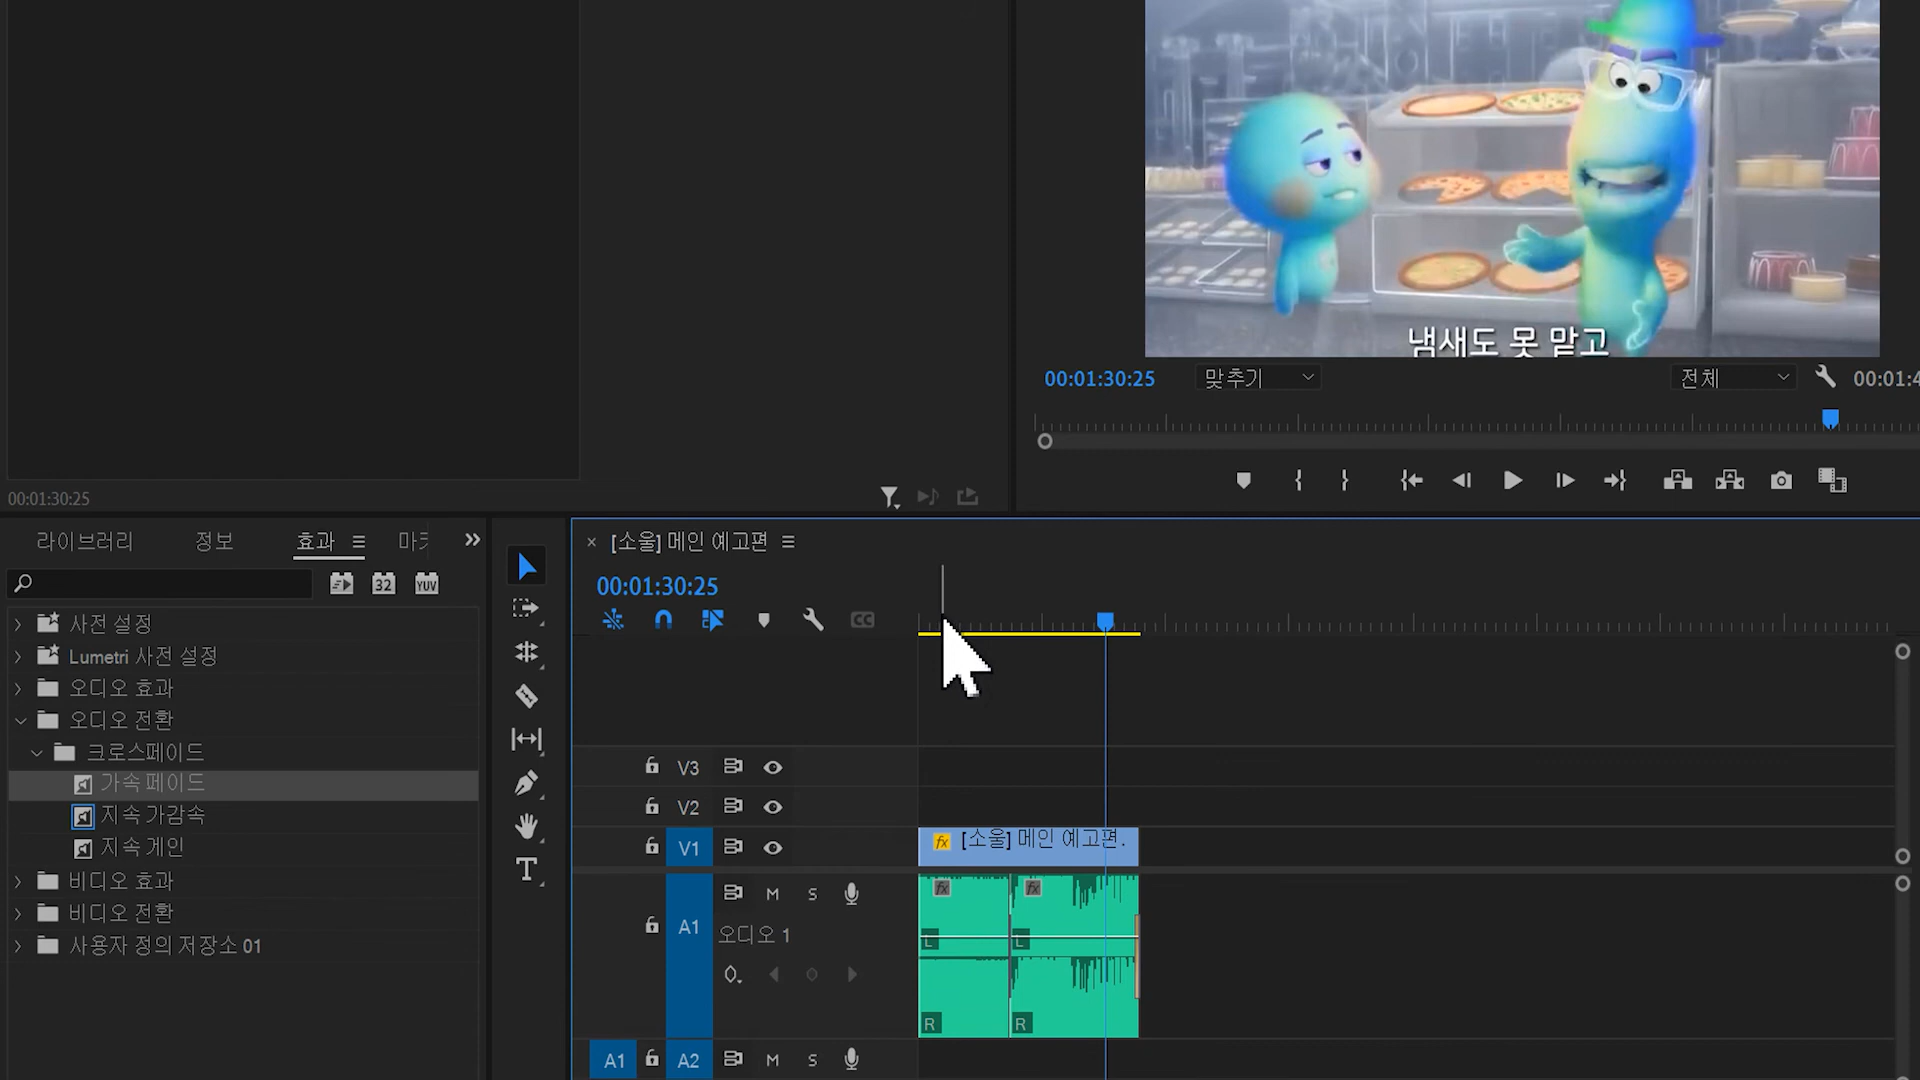 냄새도 못 맡고
00:01:30:25
맞추기
전체
00:01:4
00:01:30:25
라이브러리
정보
효과
[소울] 메인 예고편
00:01:30:25
32
YUV
CC
사전 설정
Lumetri 사전 설정
오디오 효과
오디오 전환
크로스페이드
가속 페이드
지속 가감속
지속 게인
비디오 효과
비디오 전환
사용자 정의 저장소 01
V3
V2
V1
fx [소울] 메인 예고편.
A1
M
S
오디오 1
fx
fx
L
L
R
R
A1
A2
M
S